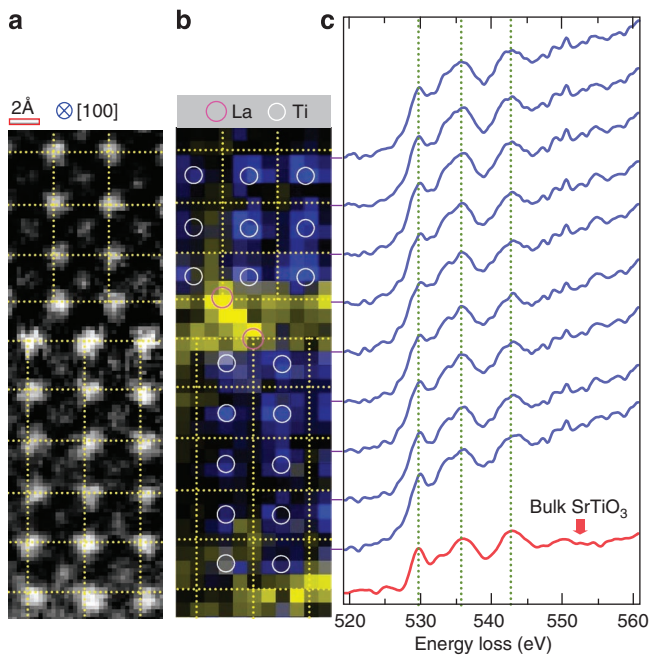 a
b
c
2Å ⊗ [100]
La Ti
Bulk SrTiO₃
520 530 540 550 560
Energy loss (eV)